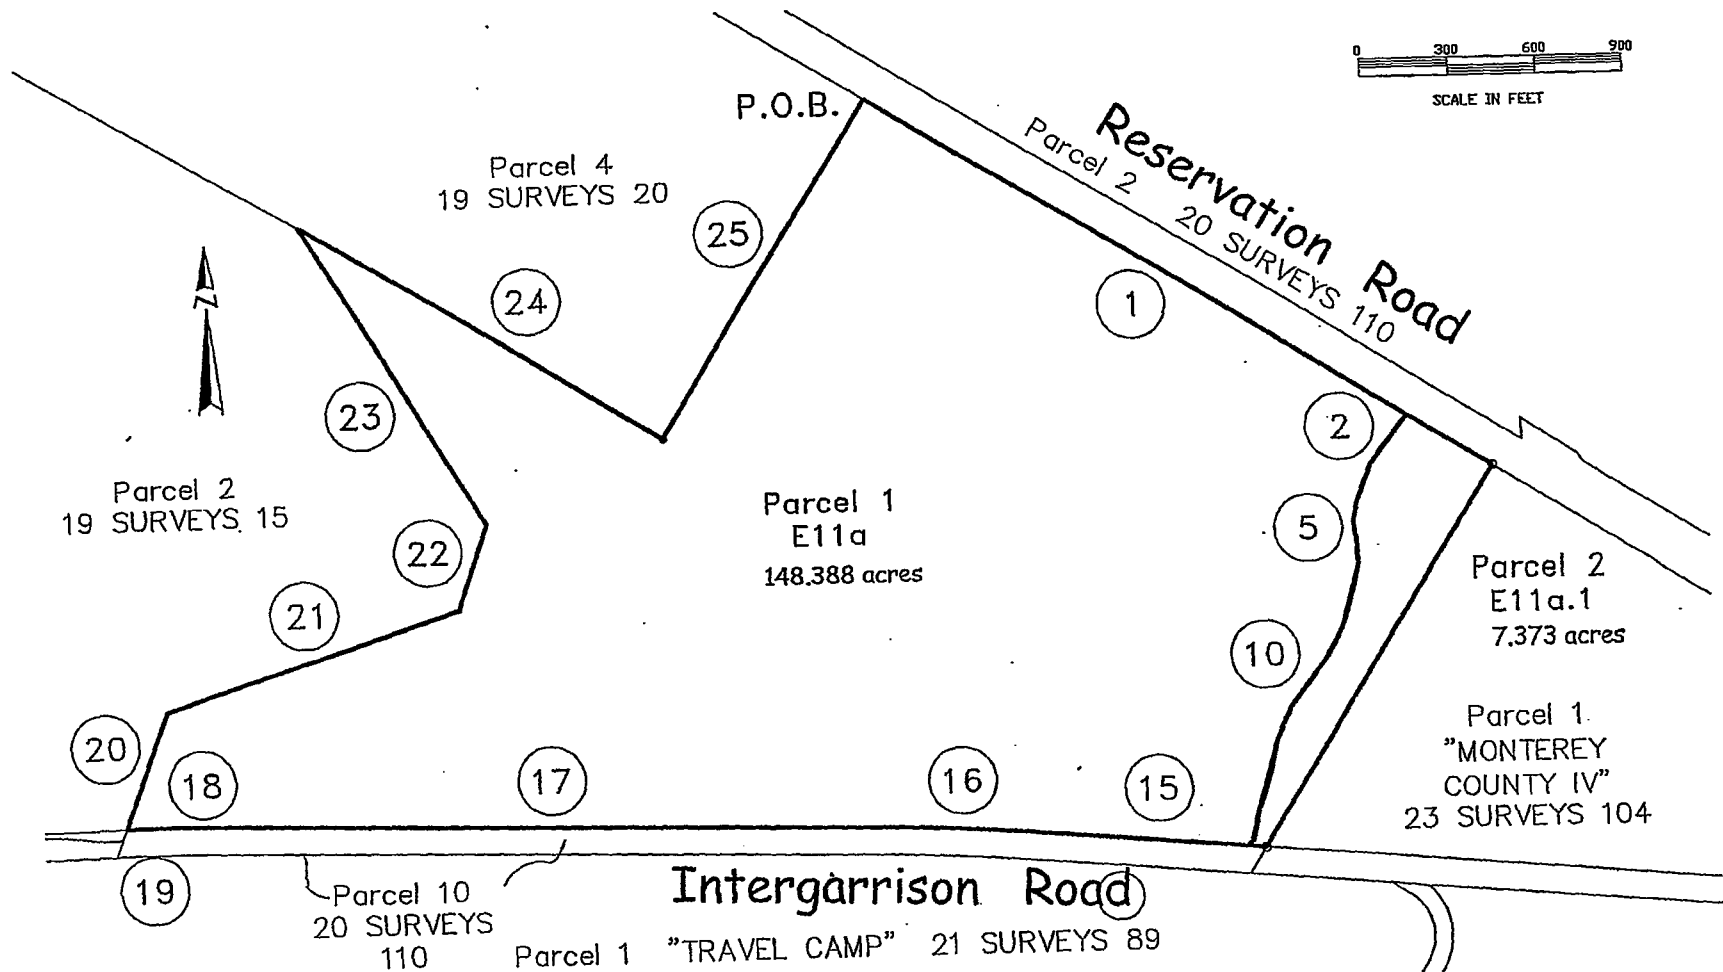 0 300 600 900
SCALE IN FEET
P.O.B.
Reservation Road
Parcel 2 20 SURVEYS 110
Parcel 4
19 SURVEYS 20
25
24
1
N
23
2
Parcel 2
19 SURVEYS 15
Parcel 1
E11a
148.388 acres
5
22
Parcel 2
E11a.1
7.373 acres
21
10
20
18
17
16
15
Parcel 1
"MONTEREY
COUNTY IV"
23 SURVEYS 104
19
Parcel 10
20 SURVEYS
110
Intergarrison Road
Parcel 1 "TRAVEL CAMP" 21 SURVEYS 89